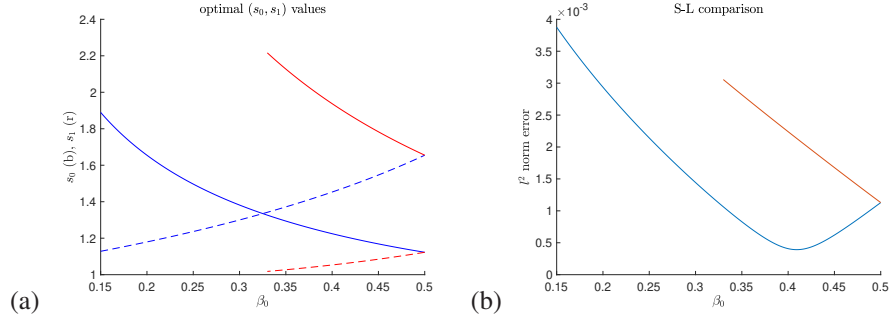 optimal (s₀, s₁) values
2.4
2.2
2
1.8
1.6
1.4
1.2
1
s₀ (b), s₁ (r)
0.15 0.2 0.25 0.3 0.35 0.4 0.45 0.5
β₀
(a)
S-L comparison
×10⁻³
4
3.5
3
2.5
2
1.5
1
0.5
0
l² norm error
0.15 0.2 0.25 0.3 0.35 0.4 0.45 0.5
β₀
(b)